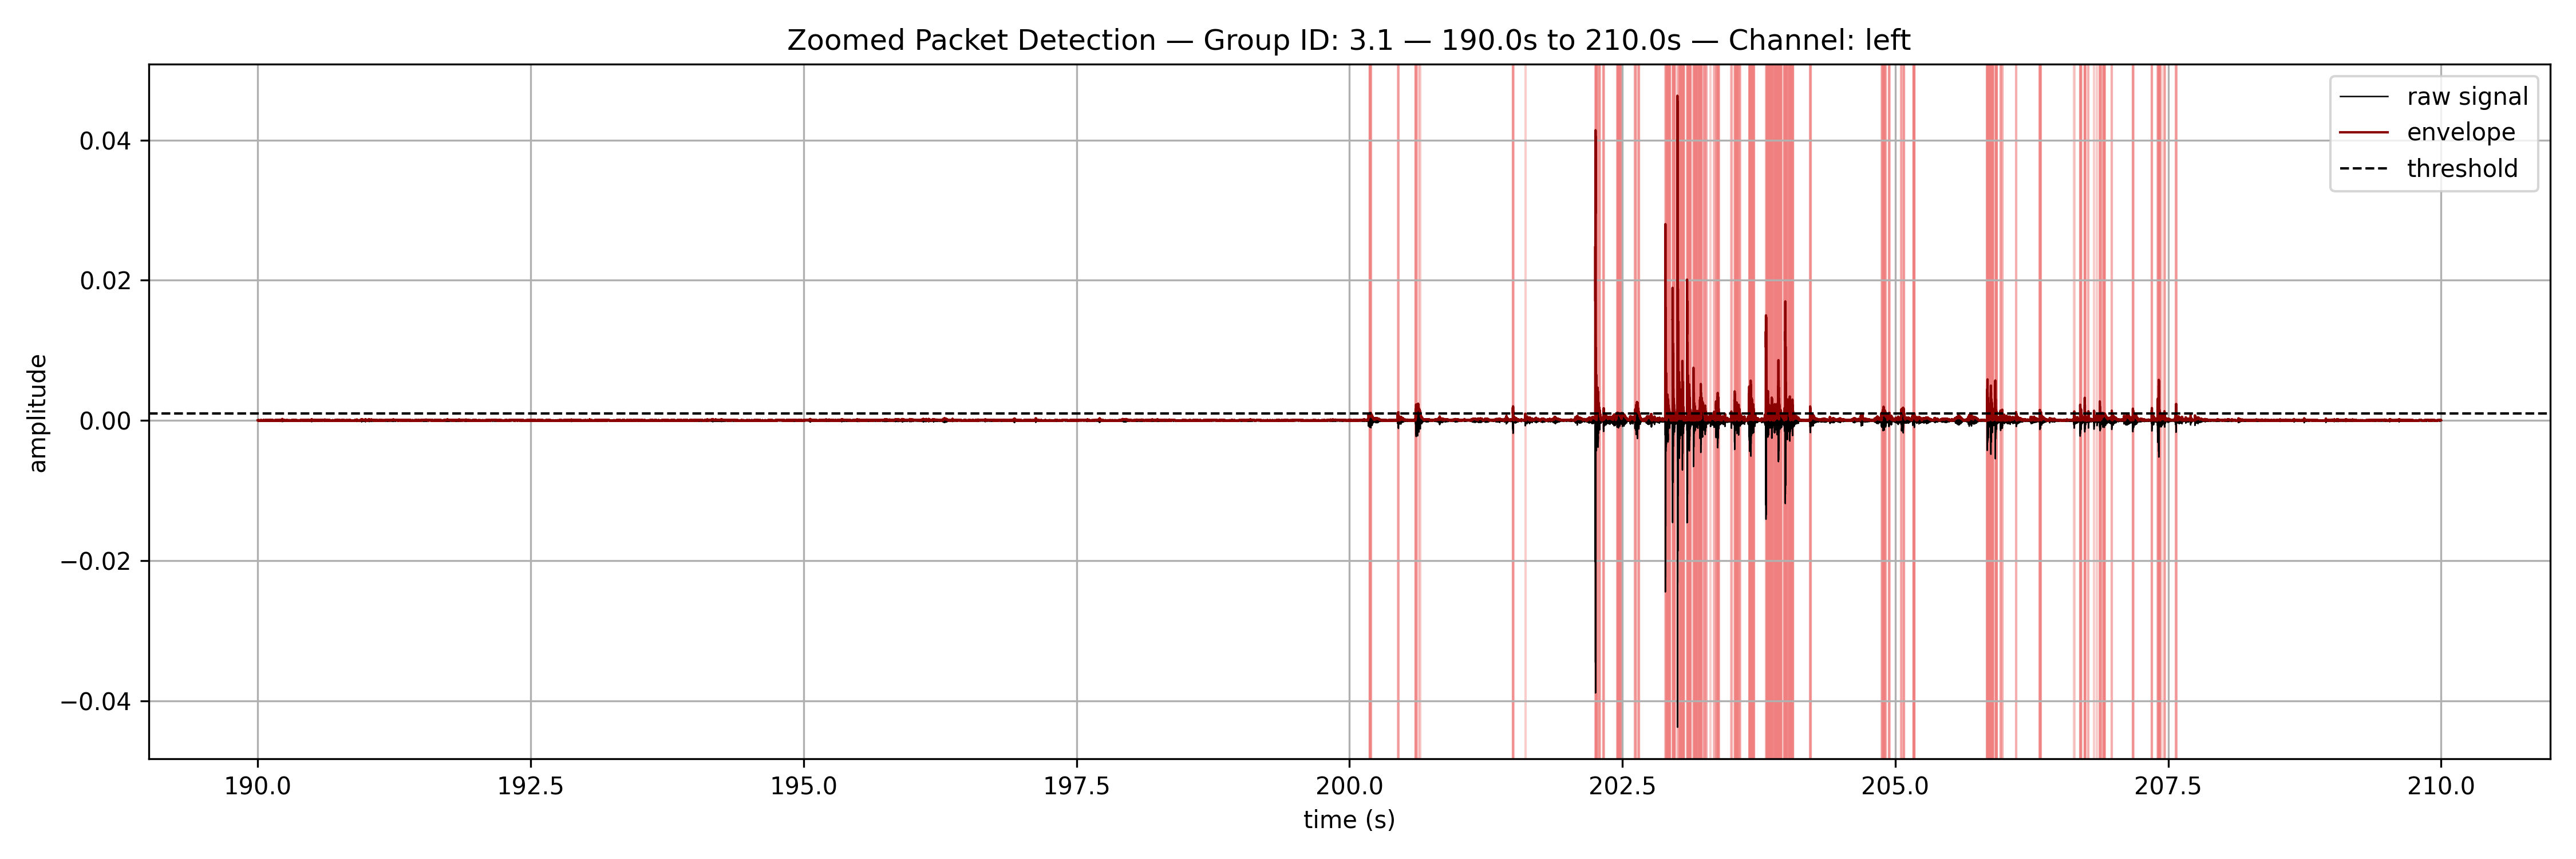 Zoomed Packet Detection — Group ID: 3.1 — 190.0s to 210.0s — Channel: left
raw signal
envelope
threshold
amplitude
0.04
0.02
0.00
−0.02
−0.04
190.0 192.5 195.0 197.5 200.0 202.5 205.0 207.5 210.0
time (s)